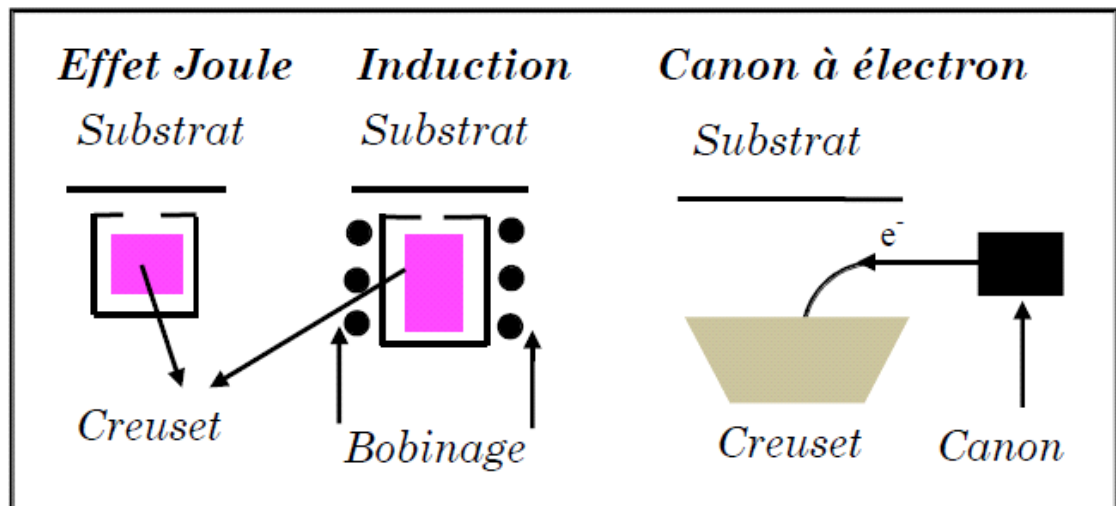 Effet Joule Induction Canon à électron
Substrat Substrat Substrat
e-
Creuset Bobinage Creuset Canon